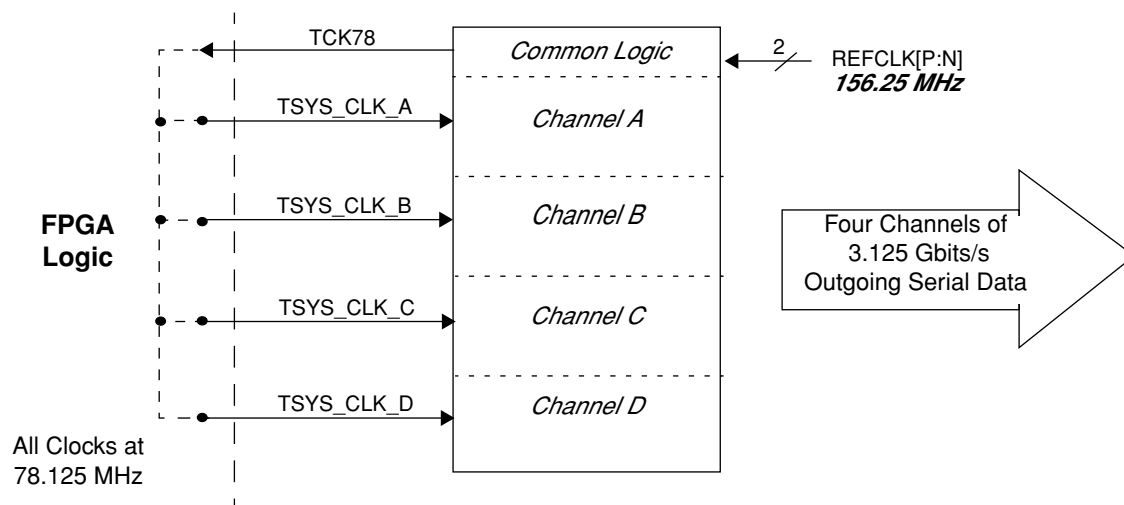 TCK78
Common Logic
2
REFCLK[P:N]
156.25 MHz
TSYS_CLK_A
Channel A
TSYS_CLK_B
Channel B
FPGA
Logic
Four Channels of
3.125 Gbits/s
Outgoing Serial Data
TSYS_CLK_C
Channel C
TSYS_CLK_D
Channel D
All Clocks at
78.125 MHz